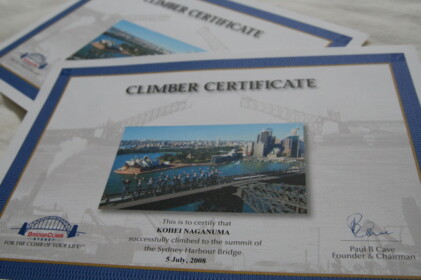 CLIMBER CERTIFICATE
CLIMBER CERTIFICATE
This is to certify that
KOHEI NAGANUMA
successfully climbed to the summit of
the Sydney Harbour Bridge.
5 July, 2008
BRIDGECLIMB
SYDNEY
FOR THE CLIMB OF YOUR LIFE!
Paul B Cave
Founder & Chairman